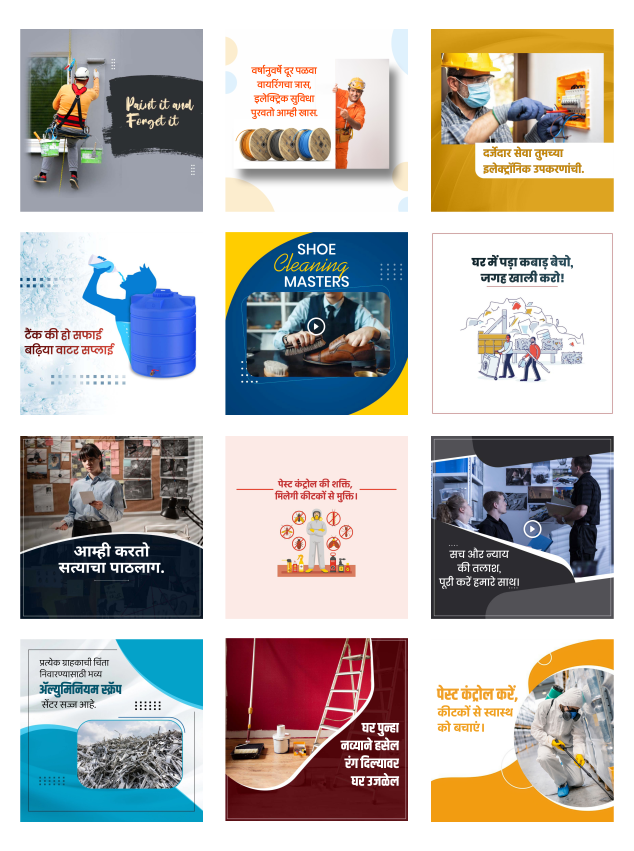 Paint it and
Forget it
वर्षानुवर्षे दूर पळवा
वायरिंगचा त्रास,
इलेक्ट्रिक सुविधा
पुरवतो आम्ही खास.
दर्जेदार सेवा तुमच्या
इलेक्ट्रॉनिक उपकरणांची.
टैंक की हो सफाई
बढ़िया वाटर सप्लाई
SHOE
Cleaning
MASTERS
घर में पड़ा कबाड़ बेचो,
जगह खाली करो!
आम्ही करतो
सत्याचा पाठलाग.
पेस्ट कंट्रोल की शक्ति,
मिलेगी कीटकों से मुक्ति।
सच और न्याय
की तलाश,
पूरी करें हमारे साथ।
प्रत्येक ग्राहकाची चिंता
निवारण्यासाठी भव्य
ॲल्युमिनियम स्क्रॅप
सेंटर सज्ज आहे.
घर पुन्हा
नव्याने हसेल
रंग दिल्यावर
घर उजळेल
पेस्ट कंट्रोल करें,
कीटकों से स्वास्थ
को बचाएं।